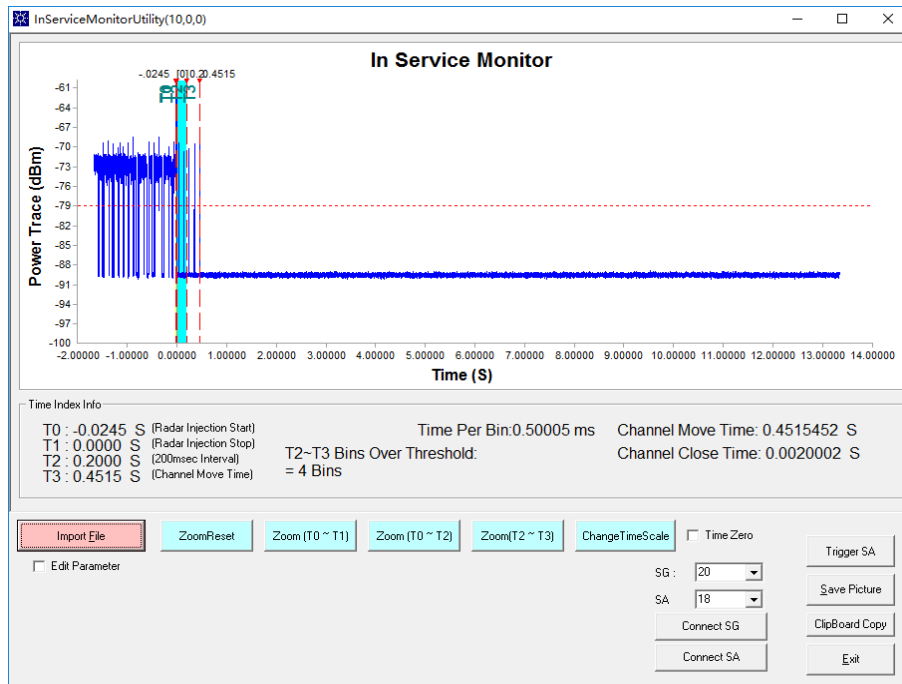 InServiceMonitorUtility(10,0,0)
In Service Monitor
-.0245 [0]0.20.4515
T0 T1 T2 T3
Power Trace (dBm)
-61
-64
-67
-70
-73
-76
-79
-82
-85
-88
-91
-94
-97
-100
-2.00000 -1.00000 0.00000 1.00000 2.00000 3.00000 4.00000 5.00000 6.00000 7.00000 8.00000 9.00000 10.00000 11.00000 12.00000 13.00000 14.00000
Time (S)
Time Index Info
T0 : -0.0245 S (Radar Injection Start)
T1 : 0.0000 S (Radar Injection Stop)
T2 : 0.2000 S (200msec Interval)
T3 : 0.4515 S (Channel Move Time)
Time Per Bin:0.50005 ms
T2~T3 Bins Over Threshold:
= 4 Bins
Channel Move Time: 0.4515452 S
Channel Close Time: 0.0020002 S
Import File ZoomReset Zoom (T0 ~ T1) Zoom (T0 ~ T2) Zoom(T2 ~ T3) ChangeTimeScale Time Zero
Edit Parameter
SG : 20
SA 18
Connect SG
Connect SA
Trigger SA
Save Picture
ClipBoard Copy
Exit